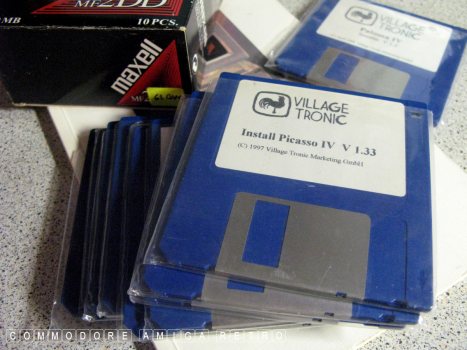 MF2DD
10 PCS.
MB
maxell
VILLAGE
TRONIC
Paloma IV
VILLAGE
TRONIC
Install Picasso IV V 1.33
(C) 1997 Village Tronic Marketing GmbH
COMMODORE AMIGA RETRO